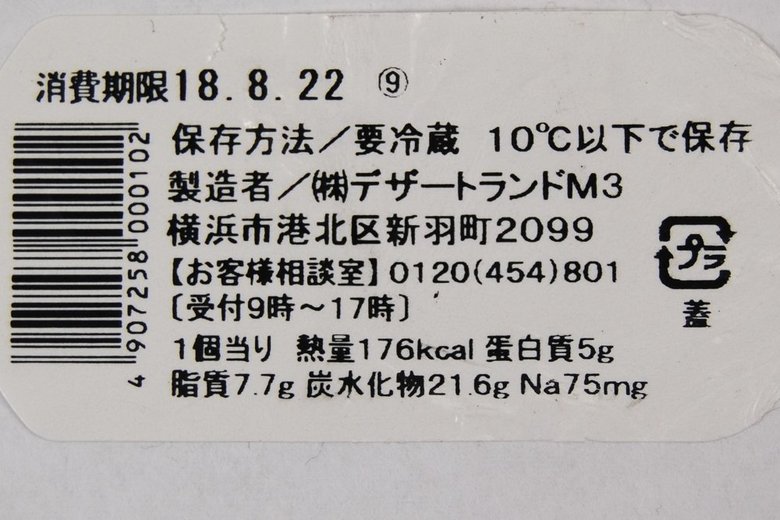 消費期限18.8.22 ⑨
保存方法/要冷蔵 10℃以下で保存
製造者/㈱デザートランドM3
横浜市港北区新羽町2099
【お客様相談室】0120(454)801
〔受付9時～17時〕
1個当り 熱量176kcal 蛋白質5g
脂質7.7g 炭水化物21.6g Na75mg
4 907258 000102
プラ
蓋